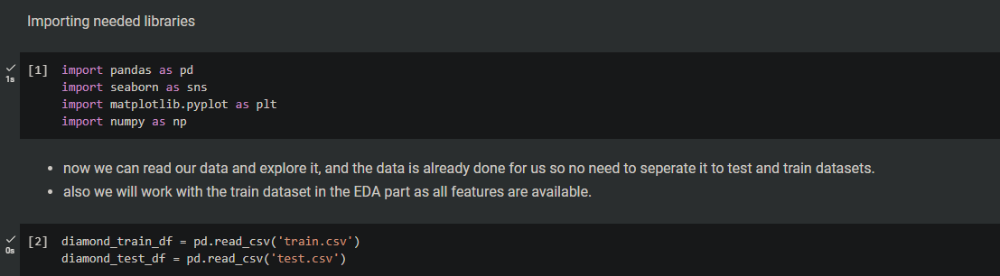 Importing needed libraries
[1] import pandas as pd
1s import seaborn as sns
import matplotlib.pyplot as plt
import numpy as np
• now we can read our data and explore it, and the data is already done for us so no need to seperate it to test and train datasets.
• also we will work with the train dataset in the EDA part as all features are available.
[2] diamond_train_df = pd.read_csv('train.csv')
0s diamond_test_df = pd.read_csv('test.csv')